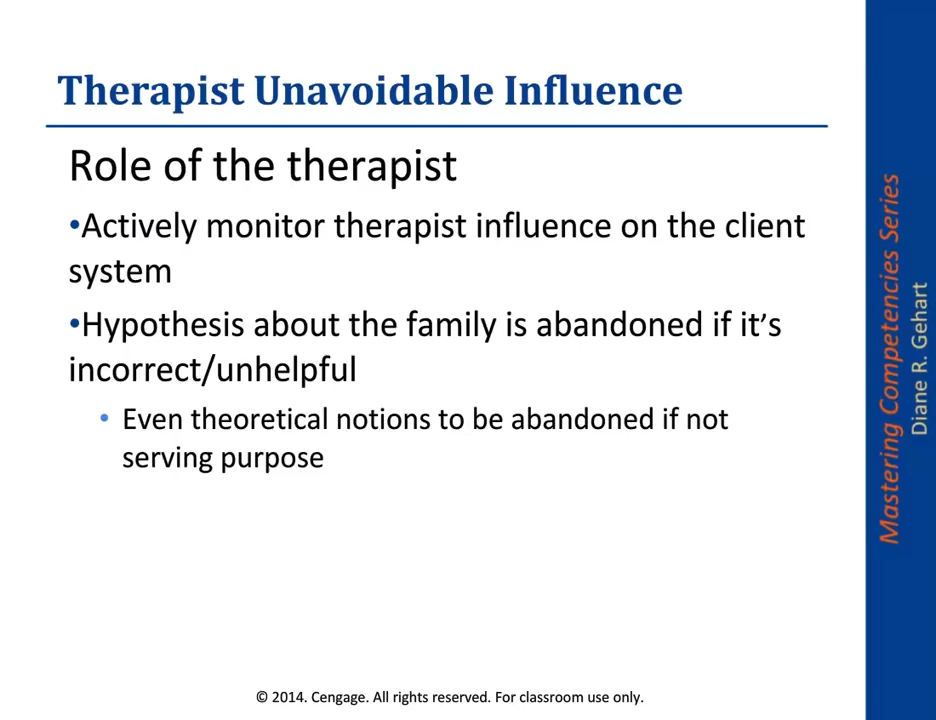 Therapist Unavoidable Influence
Role of the therapist
•Actively monitor therapist influence on the client
system
•Hypothesis about the family is abandoned if it’s
incorrect/unhelpful
• Even theoretical notions to be abandoned if not
serving purpose
Mastering Competencies Series
Diane R. Gehart
© 2014. Cengage. All rights reserved. For classroom use only.